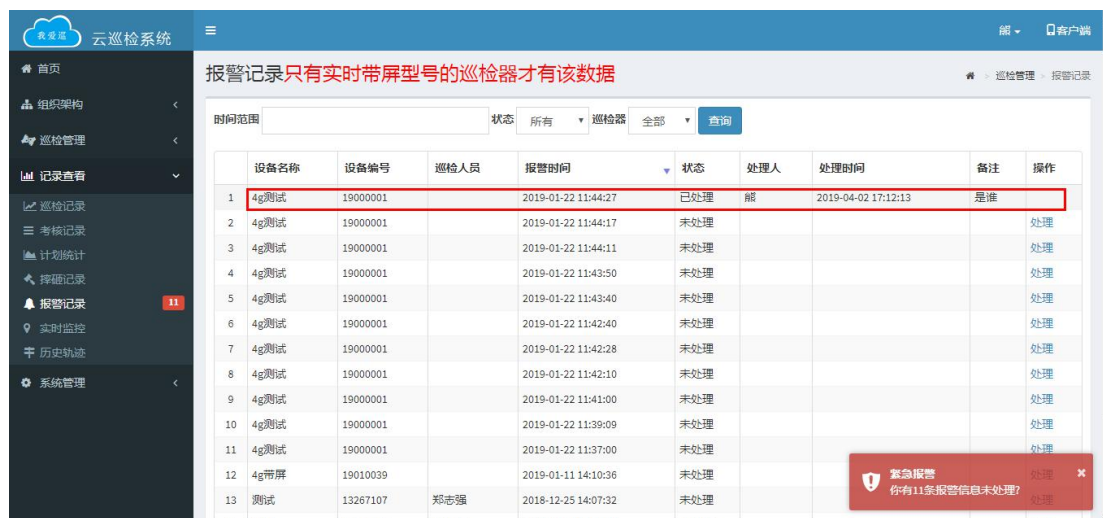 我爱巡 云巡检系统
熊 客户端
首页
组织架构
巡检管理
记录查看
巡检记录
考核记录
计划统计
摔砸记录
报警记录 11
实时监控
历史轨迹
系统管理
报警记录只有实时带屏型号的巡检器才有该数据
> 巡检管理 > 报警记录
时间范围 状态 所有 巡检器 全部 查询
设备名称 设备编号 巡检人员 报警时间 状态 处理人 处理时间 备注 操作
1 4g测试 19000001 2019-01-22 11:44:27 已处理 熊 2019-04-02 17:12:13 是谁
2 4g测试 19000001 2019-01-22 11:44:17 未处理 处理
3 4g测试 19000001 2019-01-22 11:44:11 未处理 处理
4 4g测试 19000001 2019-01-22 11:43:50 未处理 处理
5 4g测试 19000001 2019-01-22 11:43:40 未处理 处理
6 4g测试 19000001 2019-01-22 11:42:40 未处理 处理
7 4g测试 19000001 2019-01-22 11:42:28 未处理 处理
8 4g测试 19000001 2019-01-22 11:42:10 未处理 处理
9 4g测试 19000001 2019-01-22 11:41:00 未处理 处理
10 4g测试 19000001 2019-01-22 11:39:09 未处理 处理
11 4g测试 19000001 2019-01-22 11:37:00 未处理 处理
12 4g带屏 19010039 2019-01-11 14:10:36 未处理 处理
13 测试 13267107 郑志强 2018-12-25 14:07:32 未处理 处理
紧急报警 ×
你有11条报警信息未处理?